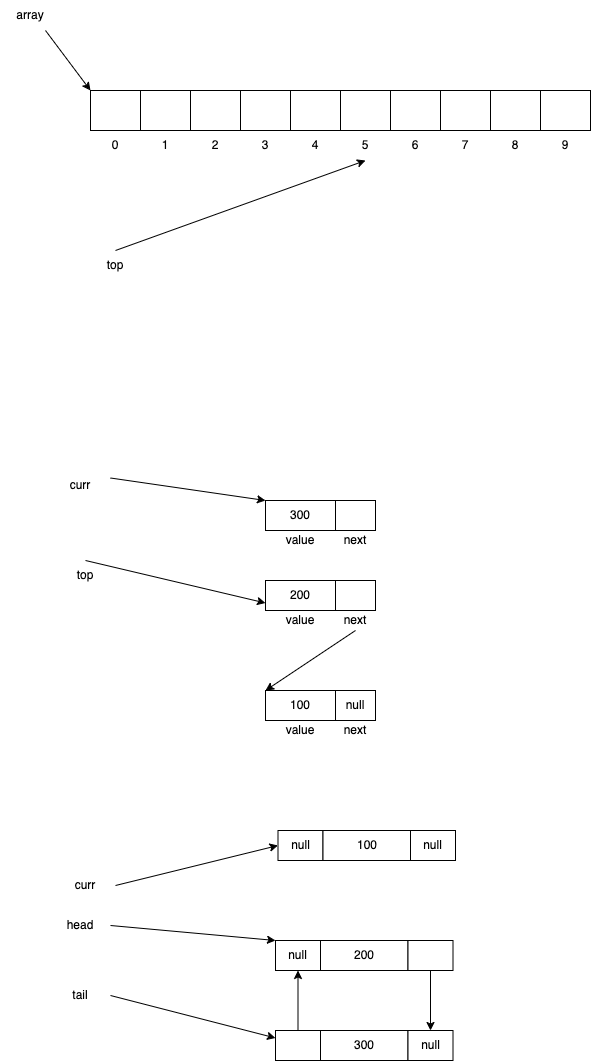 array
0 1 2 3 4 5 6 7 8 9
top
curr
300
value next
top
200
value next
100 null
value next
null 100 null
curr
head
null 200
tail
300 null